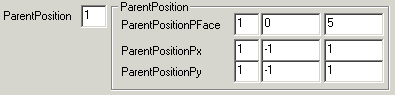 ParentPosition
ParentPosition 1
ParentPositionPFace 1 0 5
ParentPositionPx 1 -1 1
ParentPositionPy 1 -1 1